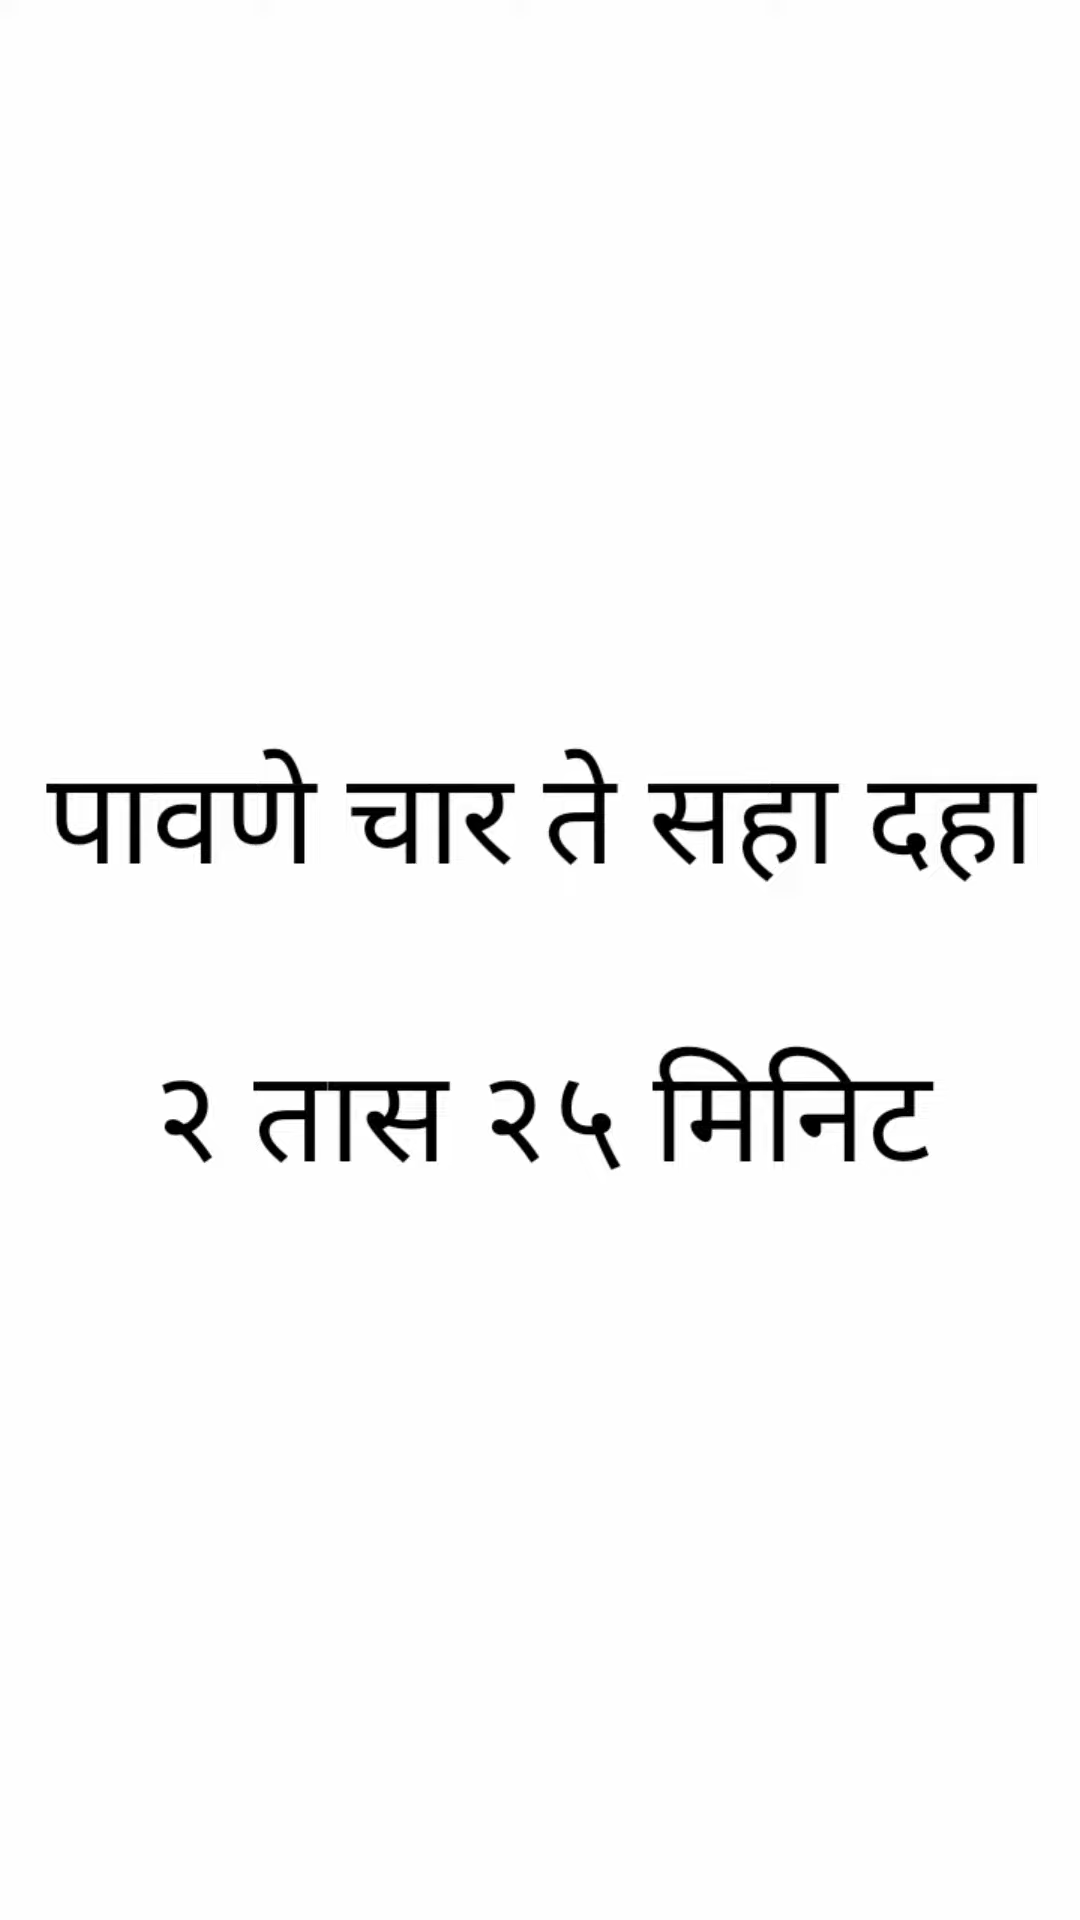 पावणे चार ते सहा दहा
२ तास २५ मिनिट